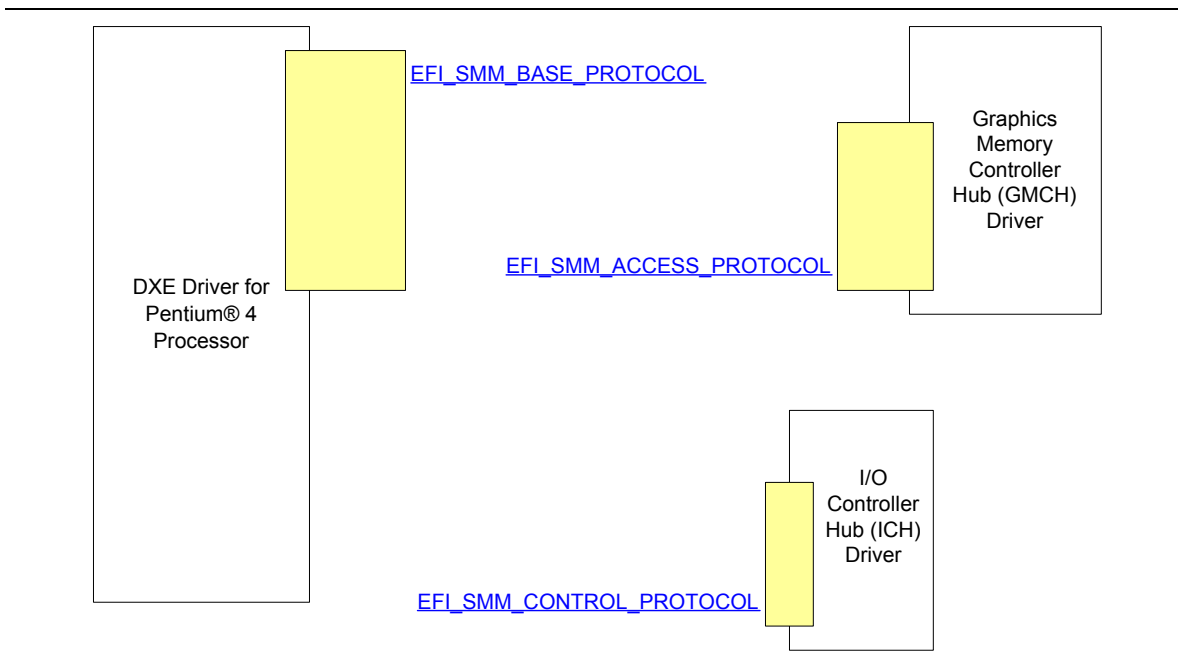 EFI_SMM_BASE_PROTOCOL
Graphics
Memory
Controller
Hub (GMCH)
Driver
EFI_SMM_ACCESS_PROTOCOL
DXE Driver for
Pentium® 4
Processor
I/O
Controller
Hub (ICH)
Driver
EFI_SMM_CONTROL_PROTOCOL